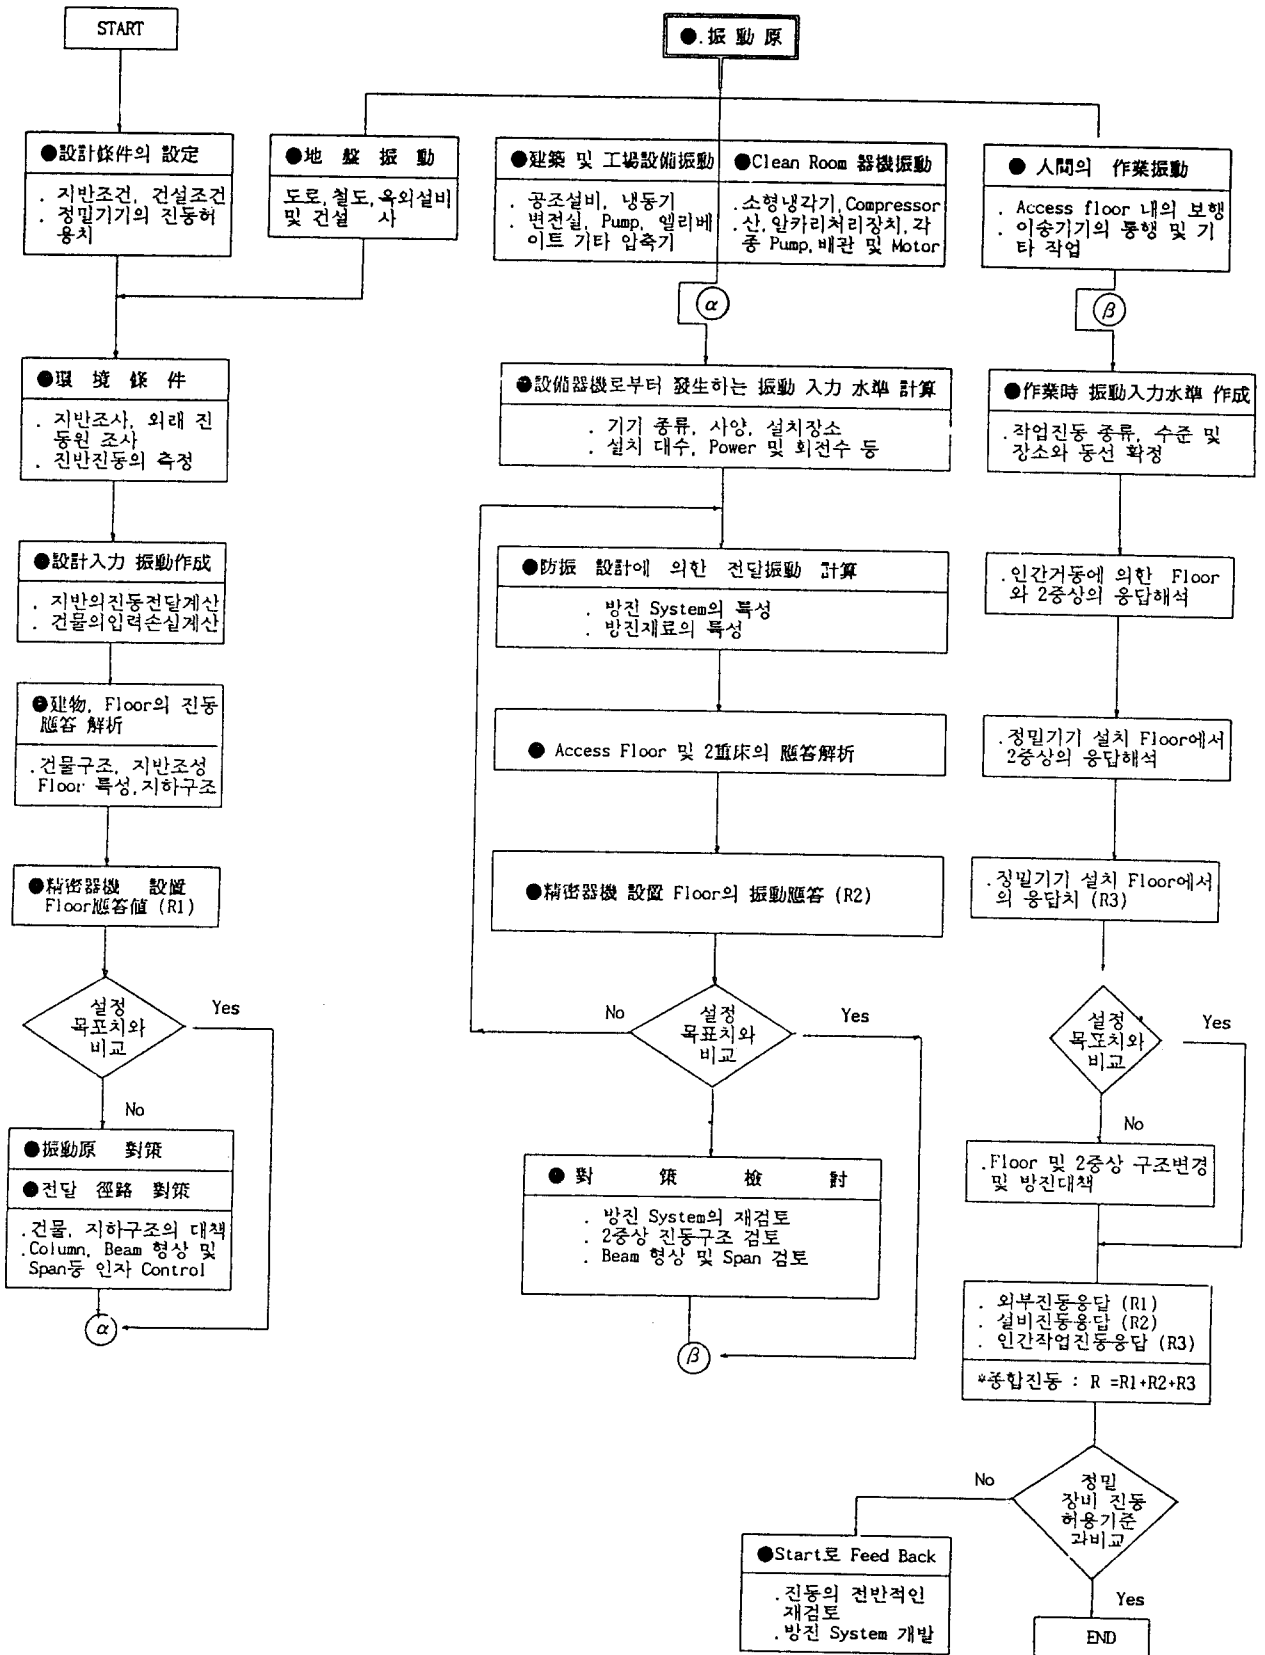 START
●.振 動 原
●設計條件의 設定
. 지반조건, 건설조건
. 정밀기기의 진동허
용치
●地 盤 振 動
도로,철도,옥외설비
및 건설 사
●建築 및 工場設備振動
. 공조설비, 냉동기
. 변전실, Pump, 엘리베
이트 기타 압축기
●Clean Room 器機振動
.소형냉각기,Compressor
.산,알카리처리장치,각
종 Pump,배관 및 Motor
● 人間의 作業振動
. Access floor 내의 보행
. 이송기기의 통행 및 기
타 작업
α
β
●環 境 條 件
. 지반조사, 외래 진
동원 조사
. 진반진동의 측정
●設計入力 振動作成
. 지반의진동전달계산
. 건물의입력손실계산
●建物, Floor의 진동
應答 解析
.건물구조, 지반조성
Floor 특성,지하구조
●精密器機 設置
Floor應答値 (R1)
설정
목포치와
비교
Yes
No
●振動原 對策
●전달 徑路 對策
.건물, 지하구조의 대책
.Column, Beam 형상 및
Span등 인자 Control
α
●設備器機로부터 發生하는 振動 入力 水準 計算
. 기기 종류, 사양, 설치장소
. 설치 대수, Power 및 회전수 등
●防振 設計에 의한 전달振動 計算
. 방진 System의 특성
. 방진재료의 특성
● Access Floor 및 2重床의 應答解析
●精密器機 設置 Floor의 振動應答 (R2)
No
설정
목표치와
비교
Yes
● 對 策 檢 討
. 방진 System의 재검토
. 2중상 진동구조 검토
. Beam 형상 및 Span 검토
β
●作業時 振動入力水準 作成
.작업진동 종류, 수준 및
장소와 동선 확정
.인간거동에 의한 Floor
와 2중상의 응답해석
.정밀기기 설치 Floor에서
2중상의 응답해석
.정밀기기 설치 Floor에서
의 응답치 (R3)
설정
목포치와
비교
Yes
No
.Floor 및 2중상 구조변경
및 방진대책
. 외부진동응답 (R1)
. 설비진동응답 (R2)
. 인간작업진동응답 (R3)
*종합진동 : R =R1+R2+R3
정밀
장비 진동
허용기준
과비교
No
Yes
●Start로 Feed Back
.진동의 전반적인
재검토
.방진 System 개발
END